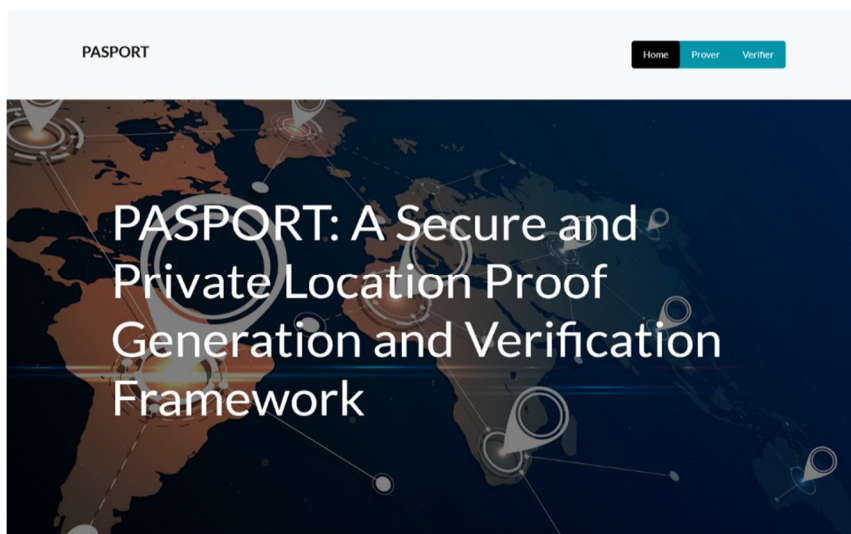 PASPORT
Home Prover Verifier
PASPORT: A Secure and
Private Location Proof
Generation and Verification
Framework